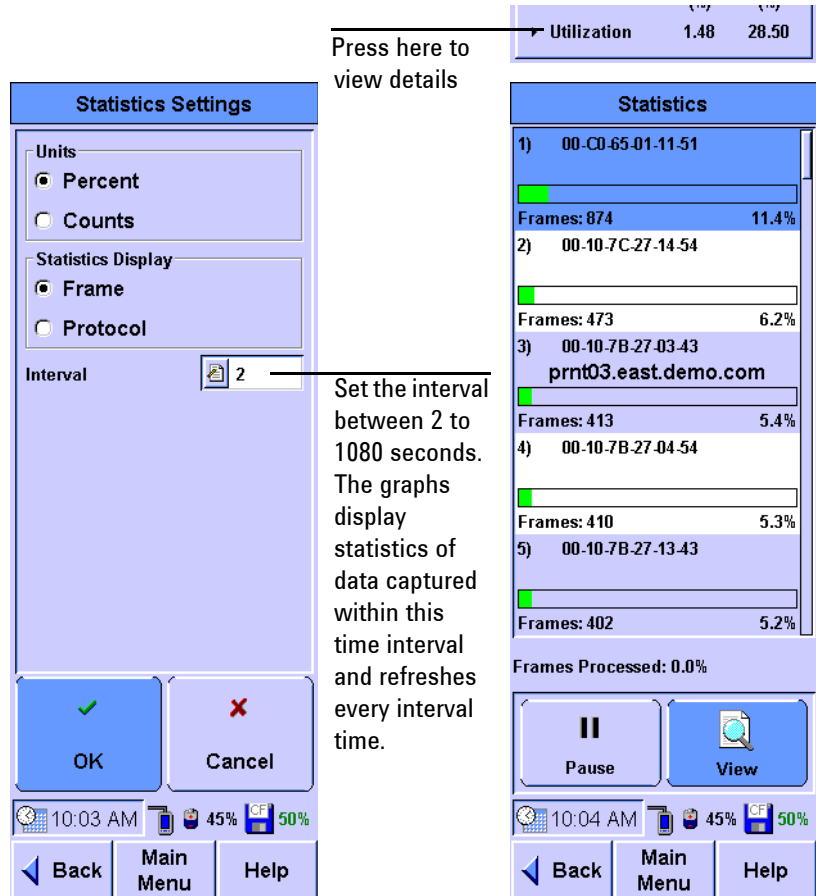 Press here to
view details
Utilization 1.48 28.50
Statistics Settings
Units
Percent
Counts
Statistics Display
Frame
Protocol
Interval 2
OK
Cancel
10:03 AM 45% CF 50%
Back
Main
Menu
Help
Set the interval
between 2 to
1080 seconds.
The graphs
display
statistics of
data captured
within this
time interval
and refreshes
every interval
time.
Statistics
1) 00-C0-65-01-11-51
Frames: 874 11.4%
2) 00-10-7C-27-14-54
Frames: 473 6.2%
3) 00-10-7B-27-03-43
prnt03.east.demo.com
Frames: 413 5.4%
4) 00-10-7B-27-04-54
Frames: 410 5.3%
5) 00-10-7B-27-13-43
Frames: 402 5.2%
Frames Processed: 0.0%
Pause
View
10:04 AM 45% CF 50%
Back
Main
Menu
Help